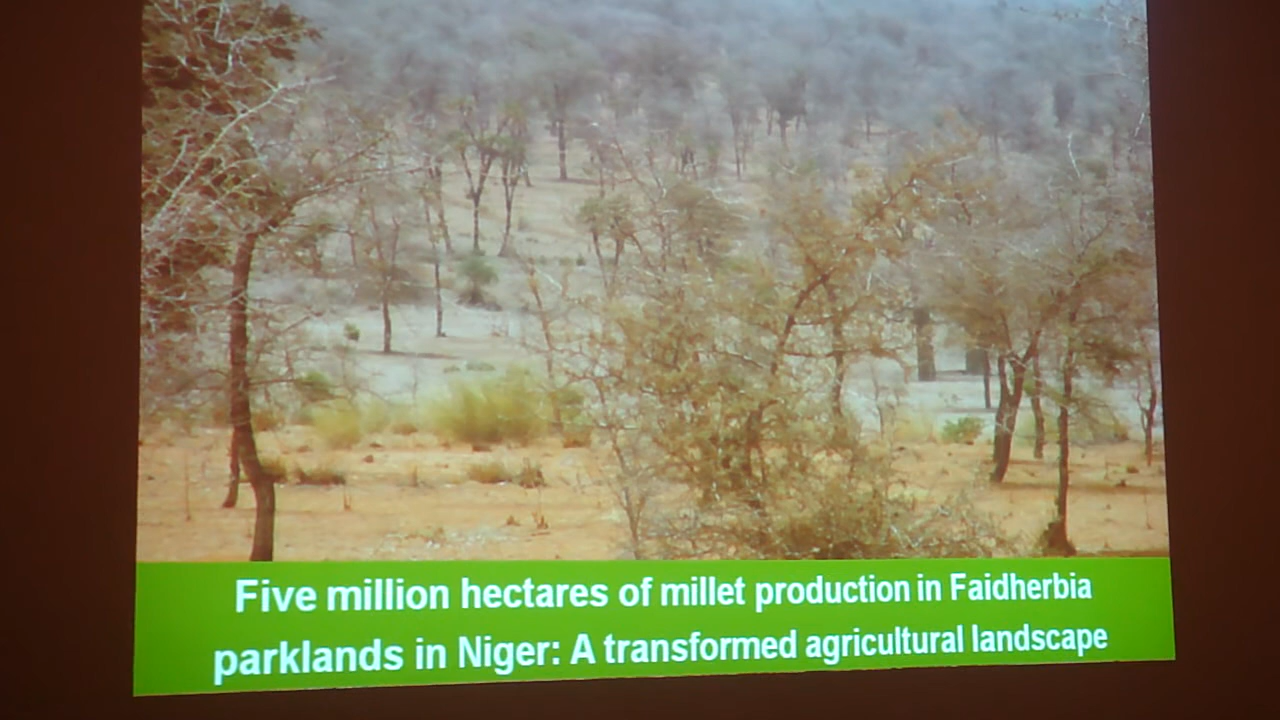 Five million hectares of millet production in Faidherbia
parklands in Niger: A transformed agricultural landscape